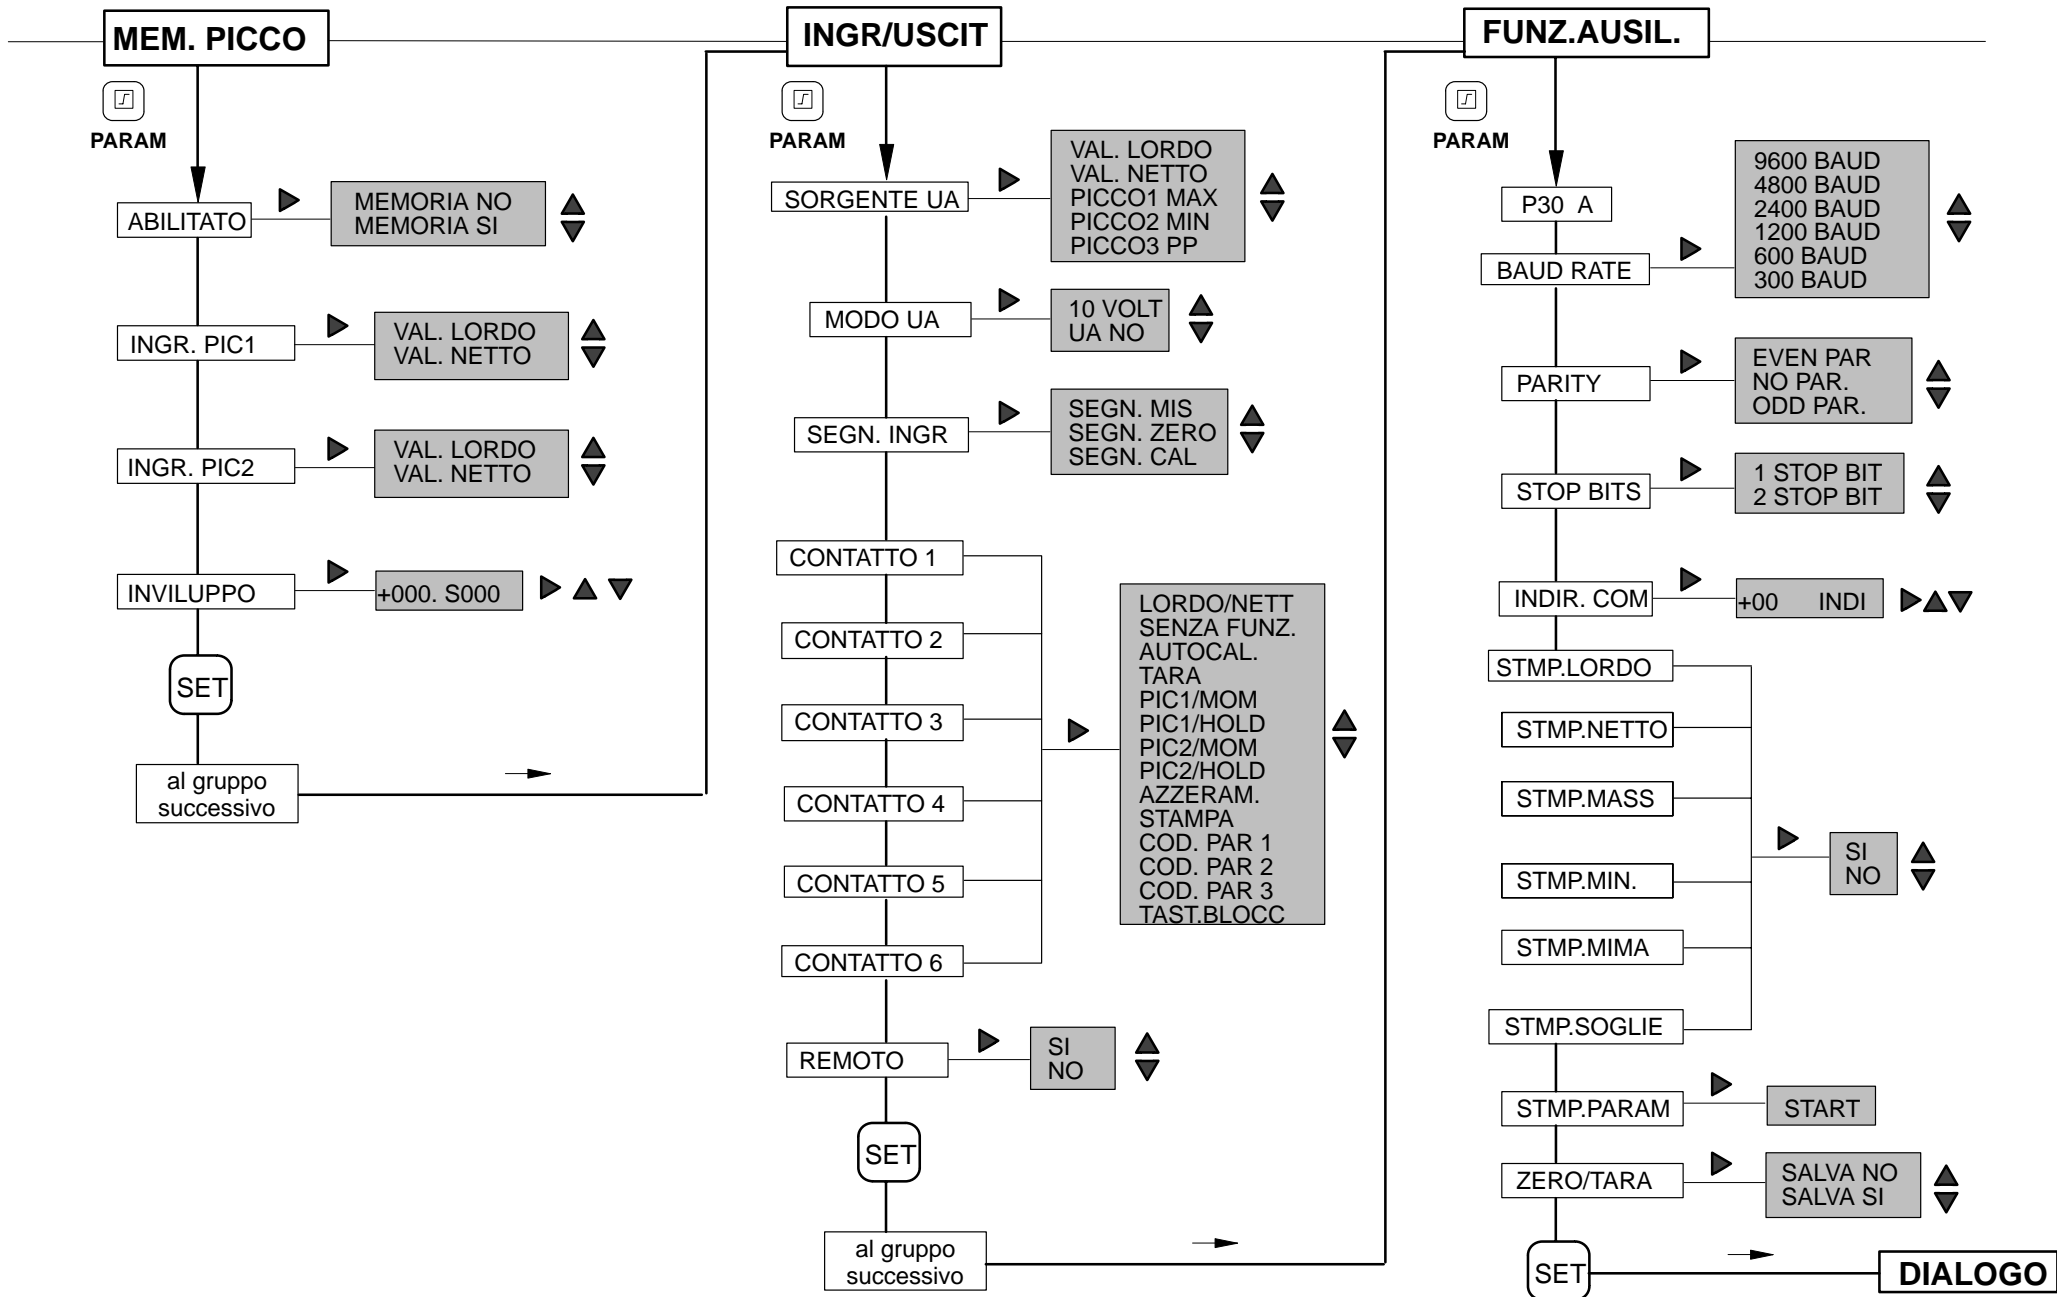 MEM. PICCO
PARAM
ABILITATO
MEMORIA NO
MEMORIA SI
INGR. PIC1
VAL. LORDO
VAL. NETTO
INGR. PIC2
VAL. LORDO
VAL. NETTO
INVILUPPO
+000. S000
SET
al gruppo
successivo
INGR/USCIT
PARAM
SORGENTE UA
VAL. LORDO
VAL. NETTO
PICCO1 MAX
PICCO2 MIN
PICCO3 PP
MODO UA
10 VOLT
UA NO
SEGN. INGR
SEGN. MIS
SEGN. ZERO
SEGN. CAL
CONTATTO 1
CONTATTO 2
CONTATTO 3
CONTATTO 4
CONTATTO 5
CONTATTO 6
LORDO/NETT
SENZA FUNZ.
AUTOCAL.
TARA
PIC1/MOM
PIC1/HOLD
PIC2/MOM
PIC2/HOLD
AZZERAM.
STAMPA
COD. PAR 1
COD. PAR 2
COD. PAR 3
TAST.BLOCC
REMOTO
SI
NO
SET
al gruppo
successivo
FUNZ.AUSIL.
PARAM
P30 A
BAUD RATE
9600 BAUD
4800 BAUD
2400 BAUD
1200 BAUD
600 BAUD
300 BAUD
PARITY
EVEN PAR
NO PAR.
ODD PAR.
STOP BITS
1 STOP BIT
2 STOP BIT
INDIR. COM
+00 INDI
STMP.LORDO
STMP.NETTO
STMP.MASS
STMP.MIN.
STMP.MIMA
STMP.SOGLIE
SI
NO
STMP.PARAM
START
ZERO/TARA
SALVA NO
SALVA SI
SET
DIALOGO